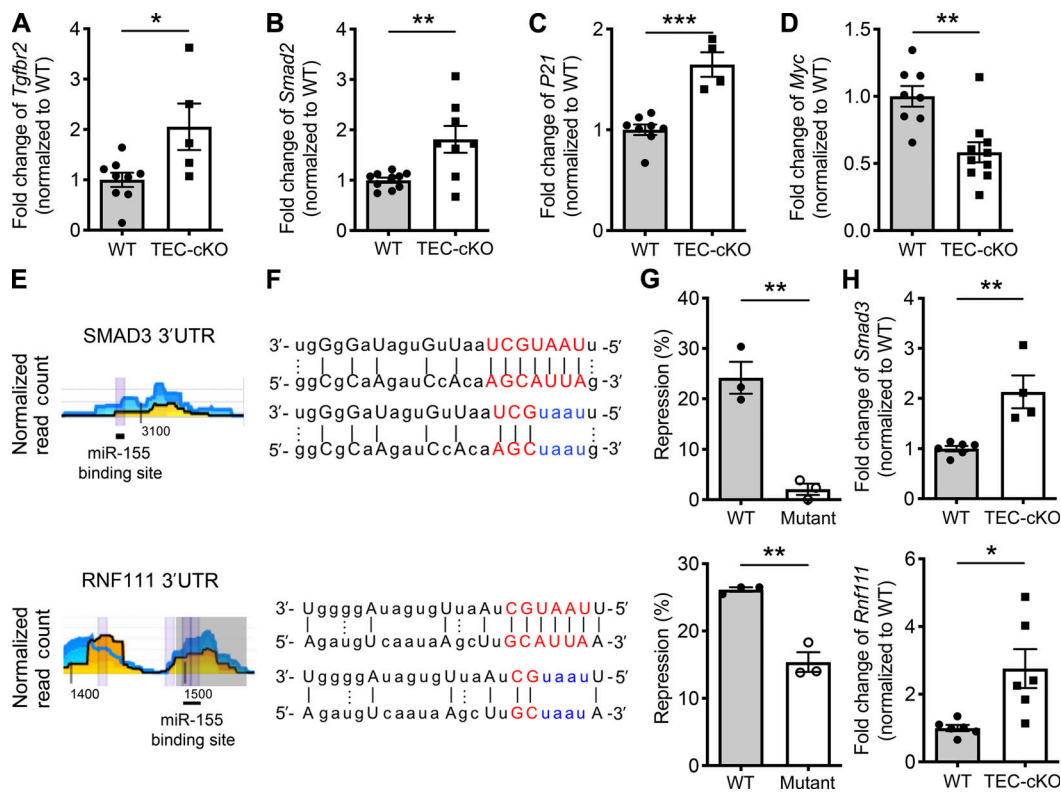 A
Fold change of Tgfbr2
(normalized to WT)
4
3
2
1
0
*
WT TEC-cKO
B
Fold change of Smad2
(normalized to WT)
4
3
2
1
0
**
WT TEC-cKO
C
Fold change of P21
(normalized to WT)
2
1
0
***
WT TEC-cKO
D
Fold change of Myc
(normalized to WT)
1.5
1.0
0.5
0.0
**
WT TEC-cKO
E
SMAD3 3′UTR
Normalized
read count
3100
miR-155
binding site
RNF111 3′UTR
Normalized
read count
1400
1500
miR-155
binding site
F
3′- ugGgGaUaguGuUaaUCGUAAUu -5′
5′- ggCgCaAgauCcAcaAGCAUUAg -3′
3′- ugGgGaUaguGuUaaUCGuaauu -5′
5′- ggCgCaAgauCcAcaAGCuaaug -3′
3′- UggggAuagugUuaAuCGUAAUU -5′
5′- AgaugUcaauaAgcUuGCAUUAA -3′
3′- UggggAuagugUuaAuCGuaauU -5′
5′- AgaugUcaauaAgcUuGCuaauA -3′
G
Repression (%)
40
30
20
10
0
**
WT Mutant
Repression (%)
30
20
10
0
**
WT Mutant
H
Fold change of Smad3
(normalized to WT)
4
3
2
1
0
**
WT TEC-cKO
Fold change of Rnf111
(normalized to WT)
6
4
2
0
*
WT TEC-cKO